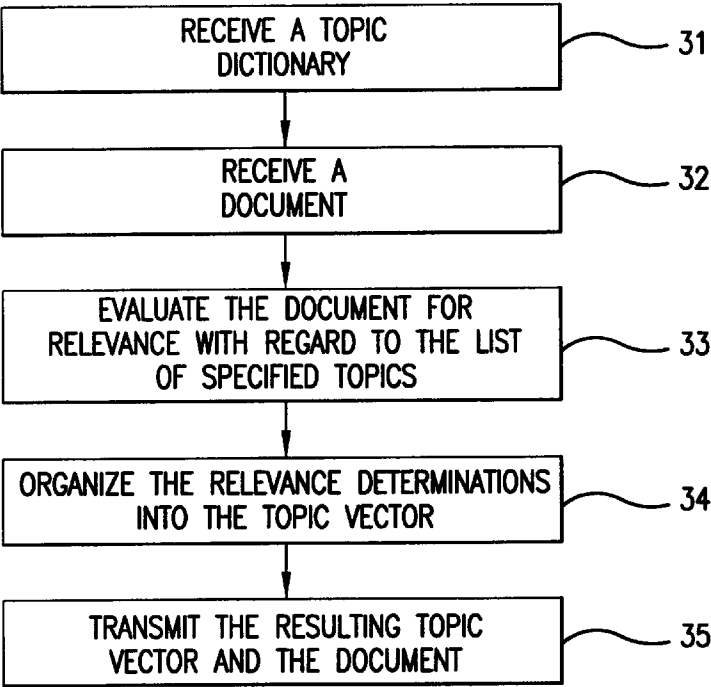 RECEIVE A TOPIC
DICTIONARY
31
RECEIVE A
DOCUMENT
32
EVALUATE THE DOCUMENT FOR
RELEVANCE WITH REGARD TO THE LIST
OF SPECIFIED TOPICS
33
ORGANIZE THE RELEVANCE DETERMINATIONS
INTO THE TOPIC VECTOR
34
TRANSMIT THE RESULTING TOPIC
VECTOR AND THE DOCUMENT
35